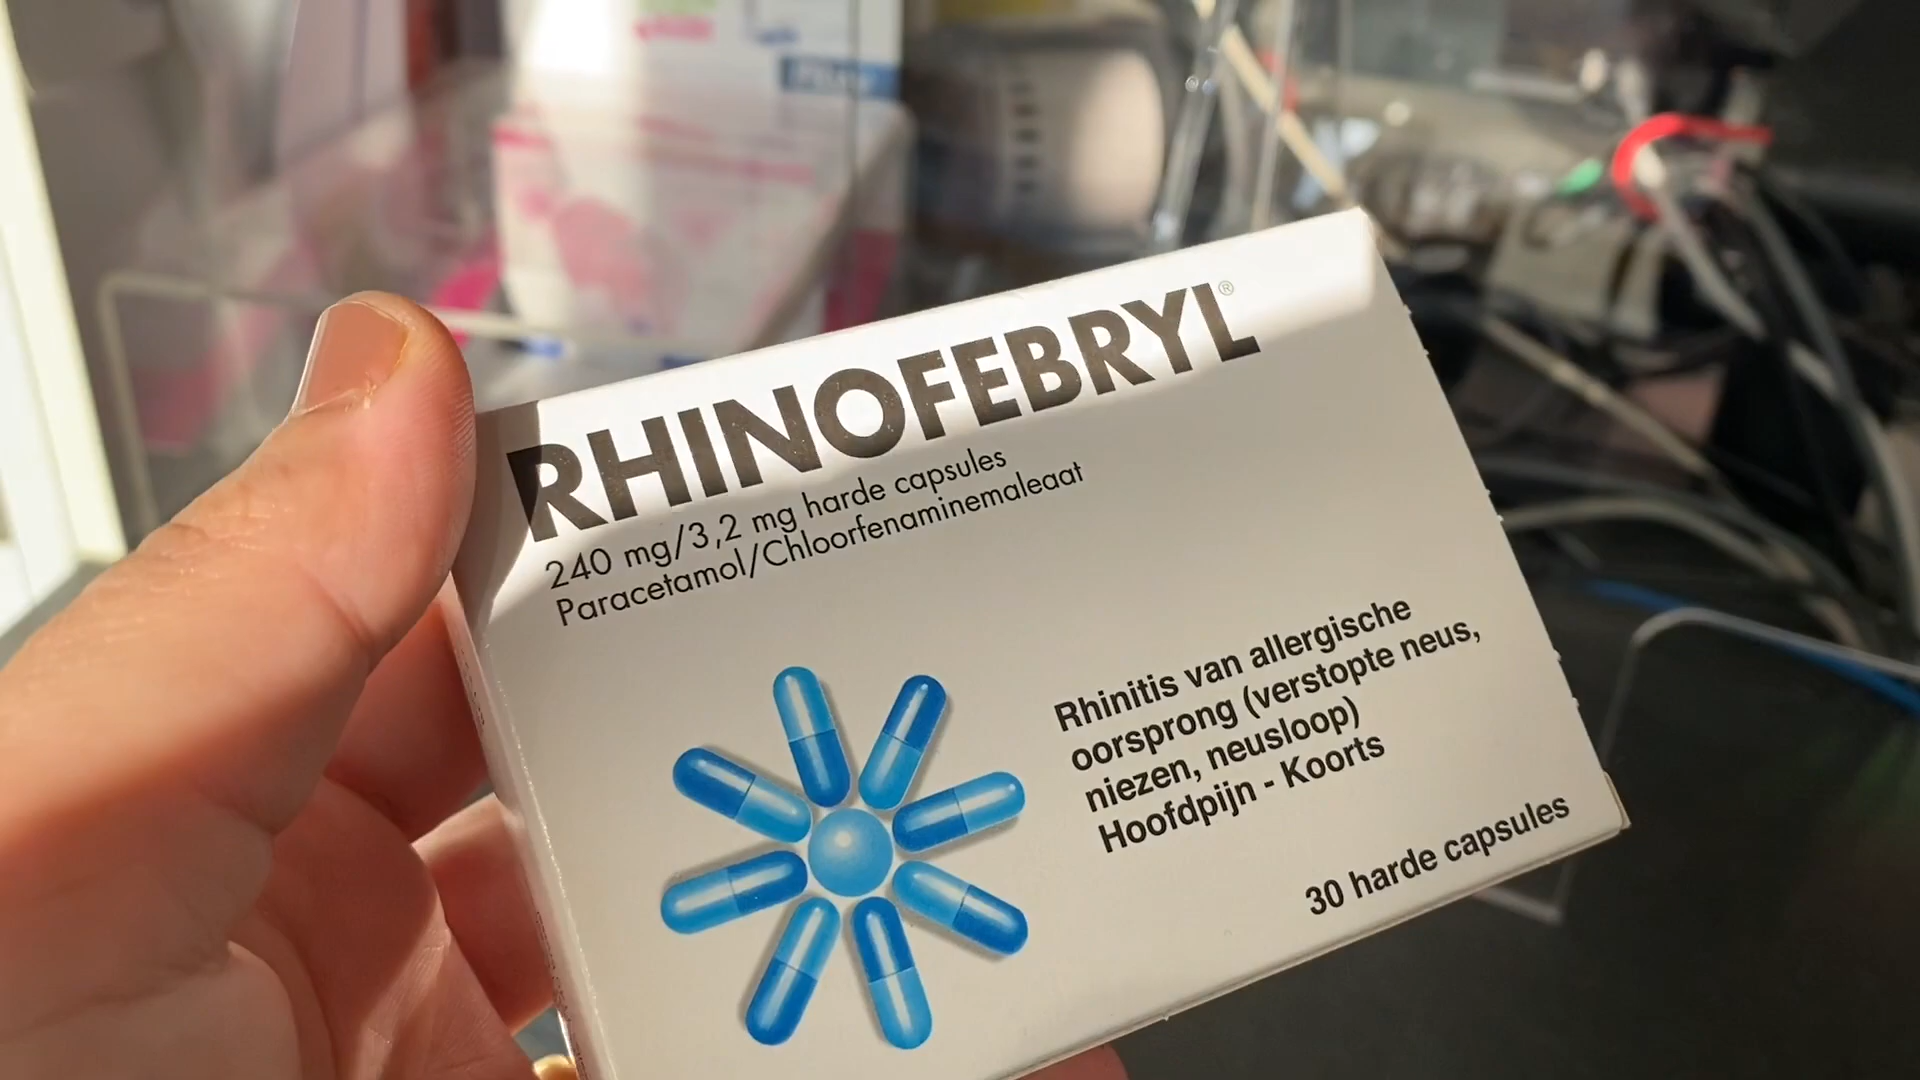 RHINOFEBRYL®
240 mg/3,2 mg harde capsules
Paracetamol/Chloorfenaminemaleaat
Rhinitis van allergische
oorsprong (verstopte neus,
niezen, neusloop)
Hoofdpijn - Koorts
30 harde capsules